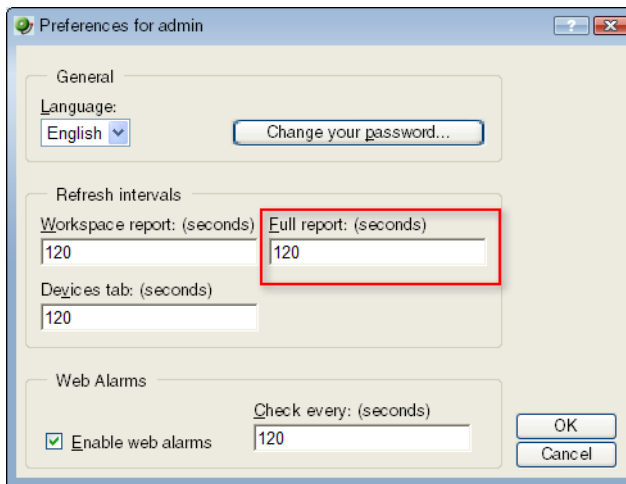 Preferences for admin
General
Language:
English
Change your password...
Refresh intervals
Workspace report: (seconds) Full report: (seconds)
120 120
Devices tab: (seconds)
120
Web Alarms
Check every: (seconds)
Enable web alarms 120
OK
Cancel